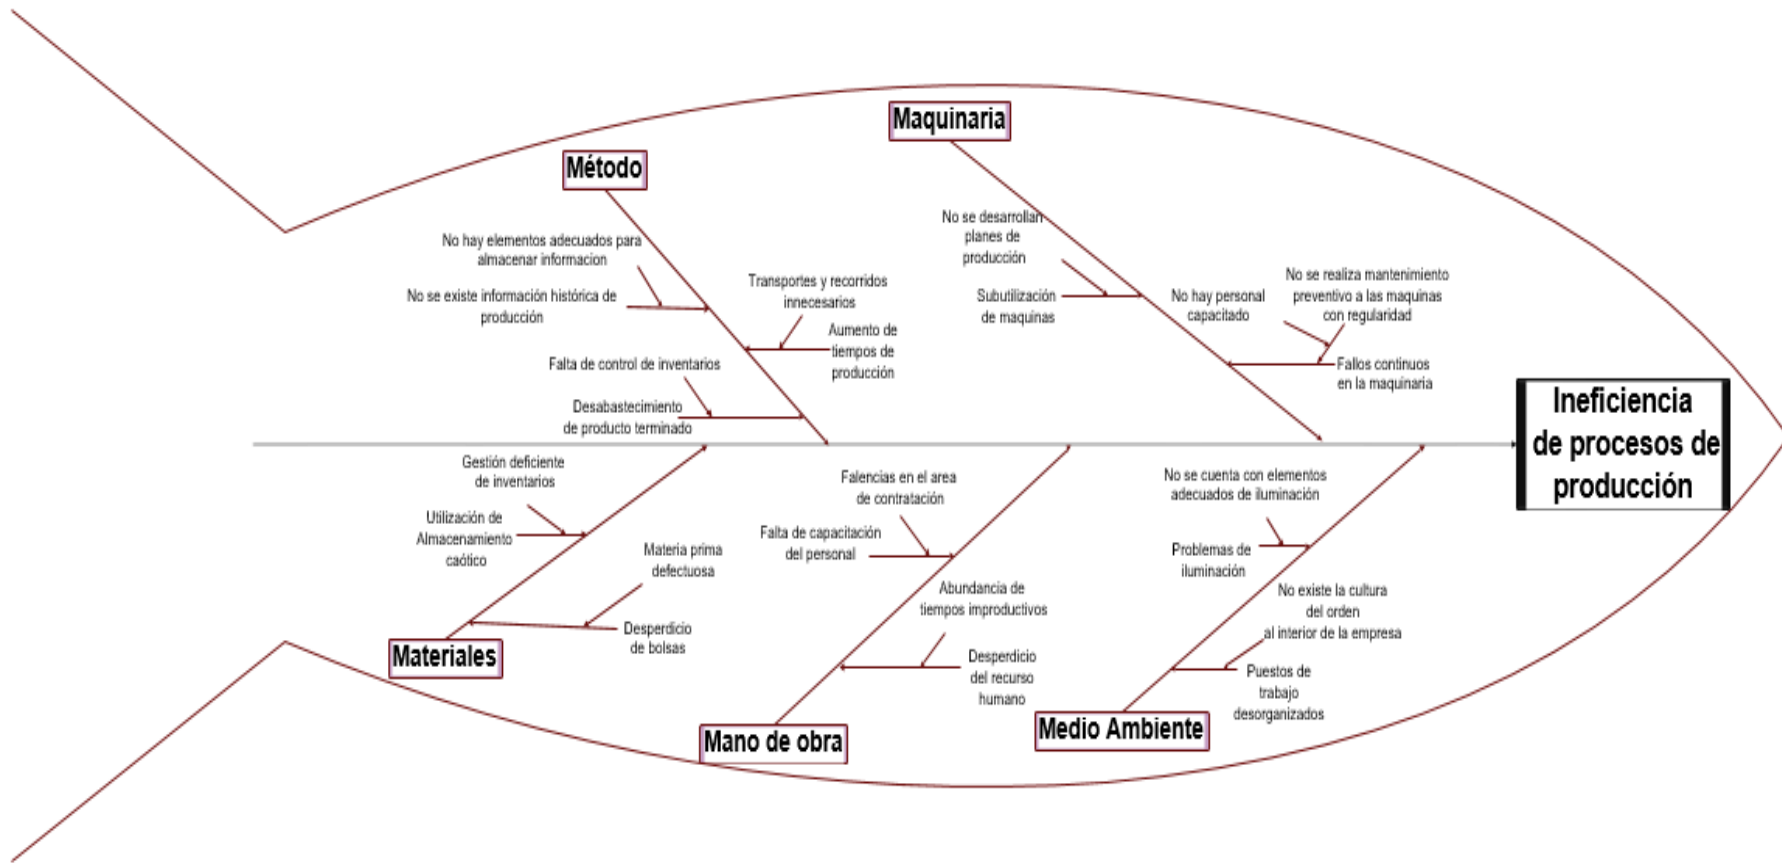 Maquinaria
Método
No hay elementos adecuados para
almacenar informacion
No se existe información histórica de
producción
Transportes y recorridos
innecesarios
Aumento de
tiempos de
producción
Falta de control de inventarios
Desabastecimiento
de producto terminado
No se desarrollan
planes de
producción
Subutilización
de maquinas
No hay personal
capacitado
No se realiza mantenimiento
preventivo a las maquinas
con regularidad
Fallos continuos
en la maquinaria
Ineficiencia
de procesos de
producción
Gestión deficiente
de inventarios
Utilización de
Almacenamiento
caótico
Materia prima
defectuosa
Desperdicio
de bolsas
Materiales
Falencias en el area
de contratación
Falta de capacitación
del personal
Abundancia de
tiempos improductivos
Desperdicio
del recurso
humano
Mano de obra
No se cuenta con elementos
adecuados de iluminación
Problemas de
iluminación
No existe la cultura
del orden
al interior de la empresa
Puestos de
trabajo
desorganizados
Medio Ambiente